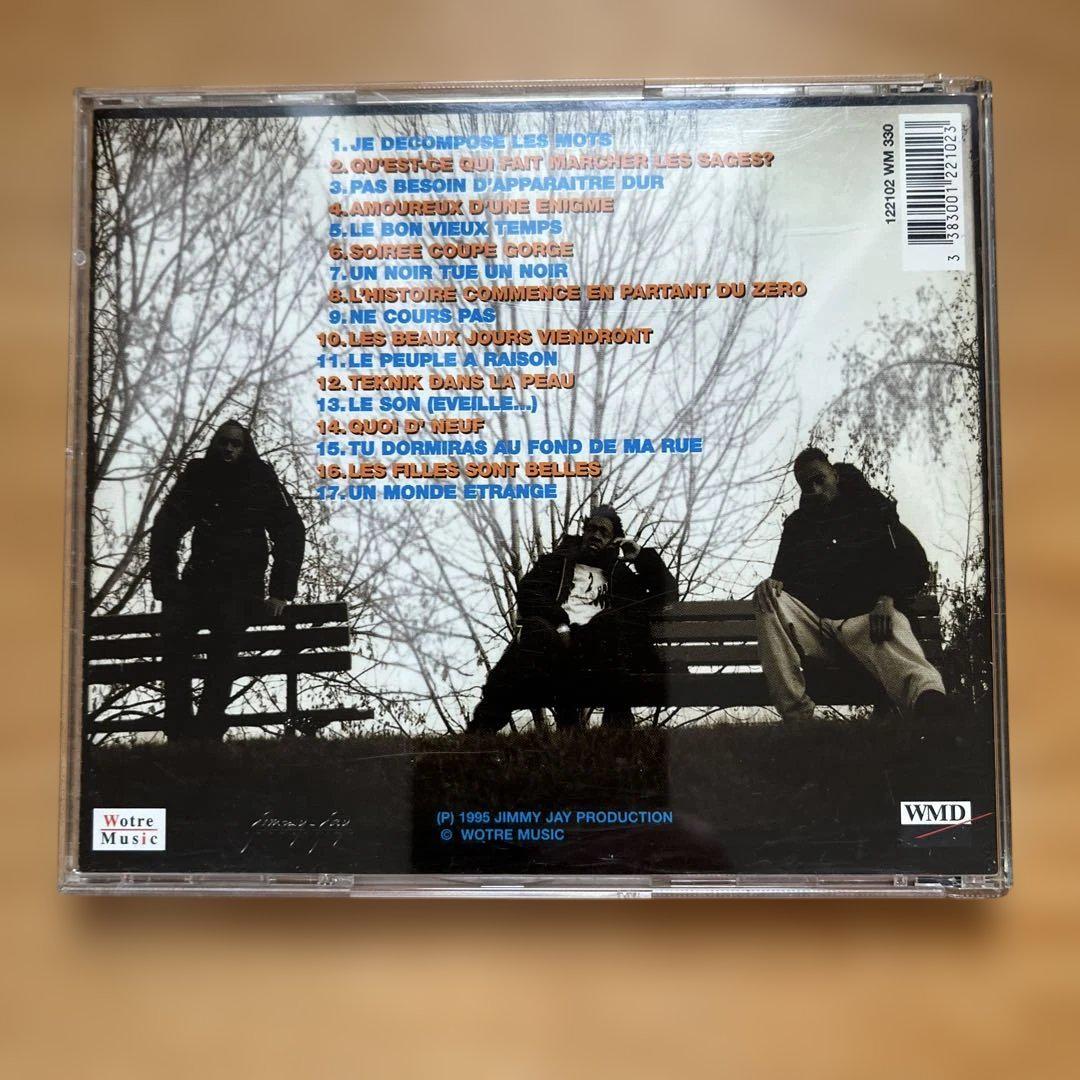 1. JE DECOMPOSE LES MOTS
2. QU'EST-CE QUI FAIT MARCHER LES SAGES?
3. PAS BESOIN D'APPARAITRE DUR
4. AMOUREUX D'UNE ENIGME
5. LE BON VIEUX TEMPS
6. SOIREE COUPE GORGE
7. UN NOIR TUE UN NOIR
8. L'HISTOIRE COMMENCE EN PARTANT DU ZERO
9. NE COURS PAS
10. LES BEAUX JOURS VIENDRONT
11. LE PEUPLE A RAISON
12. TEKNIK DANS LA PEAU
13. LE SON (EVEILLE...)
14. QUOI D' NEUF
15. TU DORMIRAS AU FOND DE MA RUE
16. LES FILLES SONT BELLES
17. UN MONDE ETRANGE
122102 WM 330
3 383001 221023
Wotre
Music
Jimmy Jay
(P) 1995 JIMMY JAY PRODUCTION
© WOTRE MUSIC
WMD